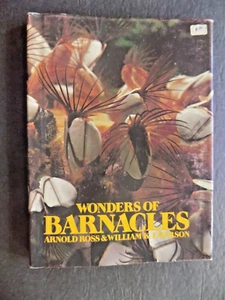 WONDERS OF
BARNACLES
ARNOLD ROSS & WILLIAM K. EMERSON